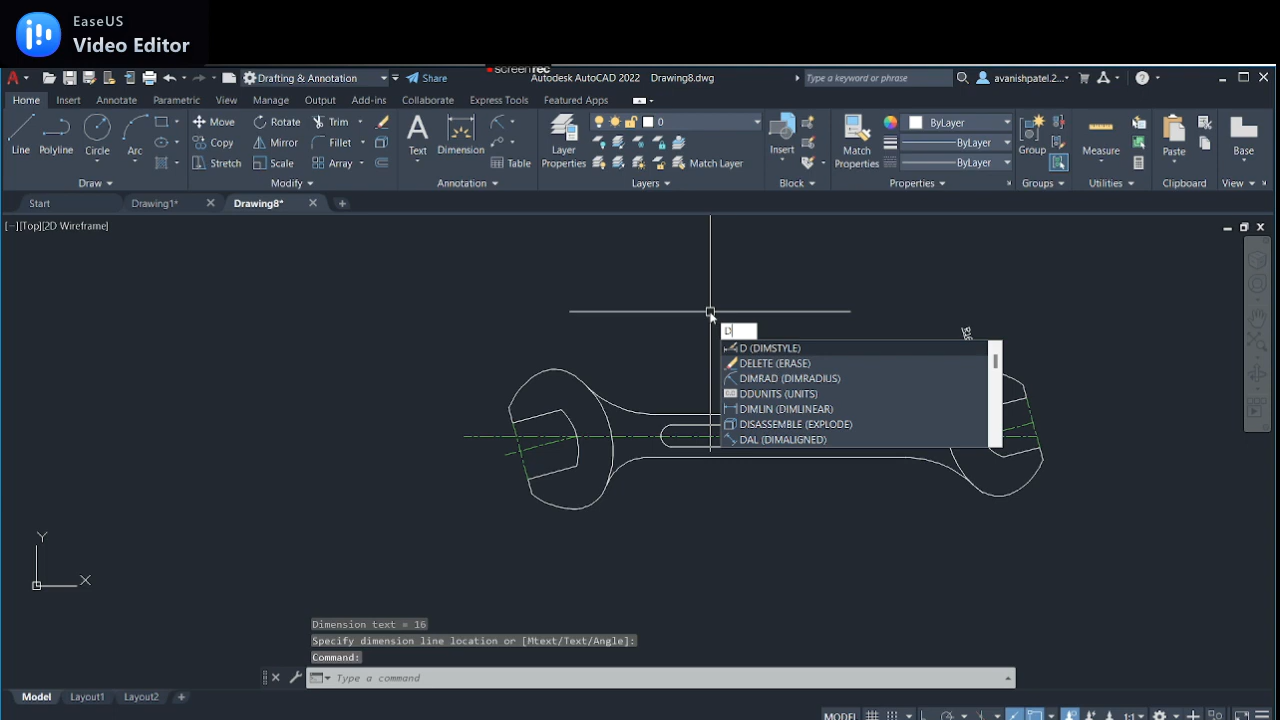 EaseUS
Video Editor
screenrec
Drafting & Annotation
Share
Autodesk AutoCAD 2022 Drawing8.dwg
Type a keyword or phrase
avanishpatel.2...
Home Insert Annotate Parametric View Manage Output Add-ins Collaborate Express Tools Featured Apps
Line Polyline Circle Arc
Move Rotate Trim
Copy Mirror Fillet
Stretch Scale Array
Text Dimension Table
Layer Properties
0
Match Layer
Insert
Match Properties
ByLayer
ByLayer
ByLayer
Group
Measure
Paste
Base
Draw Modify Annotation Layers Block Properties Groups Utilities Clipboard View
Start Drawing1* Drawing8*
[−][Top][2D Wireframe]
D
D (DIMSTYLE)
DELETE (ERASE)
DIMRAD (DIMRADIUS)
DDUNITS (UNITS)
DIMLIN (DIMLINEAR)
DISASSEMBLE (EXPLODE)
DAL (DIMALIGNED)
Y
X
Dimension text = 16
Specify dimension line location or [Mtext/Text/Angle]:
Command:
Type a command
Model Layout1 Layout2
MODEL 1:1